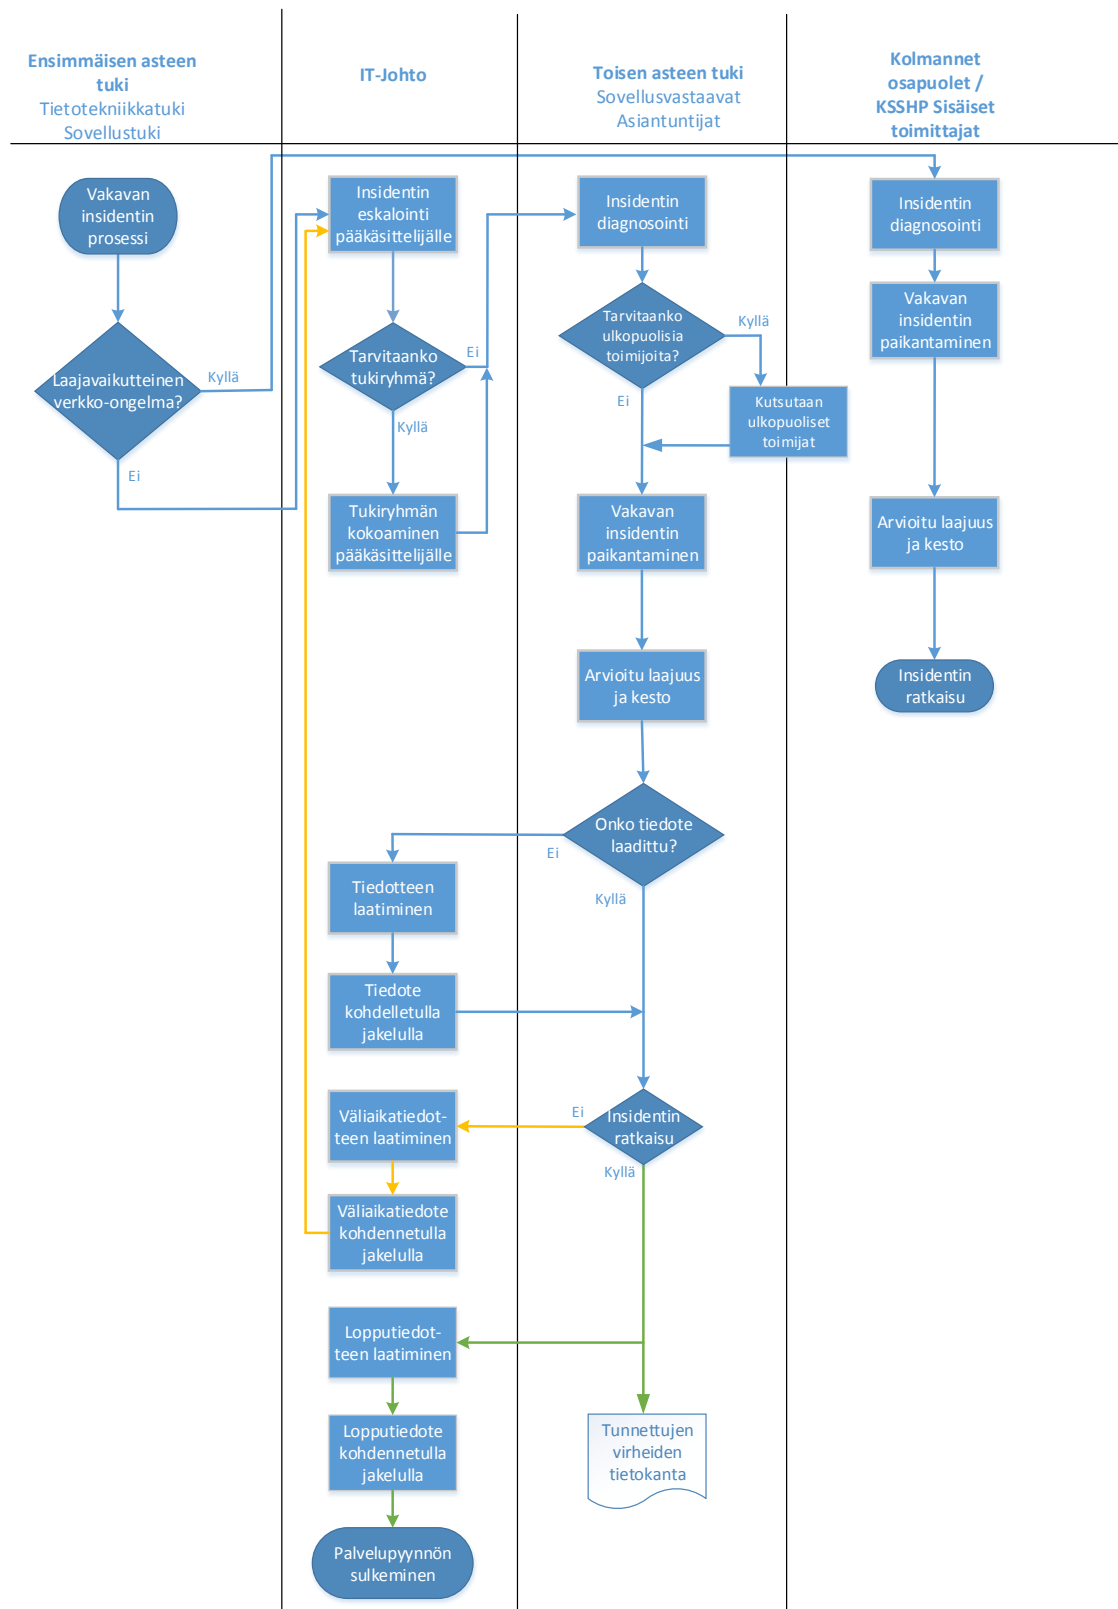 Ensimmäisen asteen
tuki
Tietotekniikkatuki
Sovellustuki
IT-Johto
Toisen asteen tuki
Sovellusvastaavat
Asiantuntijat
Kolmannet
osapuolet /
KSSHP Sisäiset
toimittajat
Vakavan
insidentin
prosessi
Laajavaikutteinen
verkko-ongelma?
Kyllä
Ei
Insidentin
eskalointi
pääkäsittelijälle
Tarvitaanko
tukiryhmä?
Ei
Kyllä
Tukiryhmän
kokoaminen
pääkäsittelijälle
Insidentin
diagnosointi
Tarvitaanko
ulkopuolisia
toimijoita?
Kyllä
Ei
Kutsutaan
ulkopuoliset
toimijat
Vakavan
insidentin
paikantaminen
Arvioitu laajuus
ja kesto
Insidentin
diagnosointi
Vakavan
insidentin
paikantaminen
Arvioitu laajuus
ja kesto
Insidentin
ratkaisu
Onko tiedote
laadittu?
Ei
Kyllä
Tiedotteen
laatiminen
Tiedote
kohdelletulla
jakelulla
Insidentin
ratkaisu
Ei
Kyllä
Väliaikatiedot-
teen laatiminen
Väliaikatiedote
kohdennetulla
jakelulla
Lopputiedot-
teen laatiminen
Lopputiedote
kohdennetulla
jakelulla
Palvelupyynnön
sulkeminen
Tunnettujen
virheiden
tietokanta